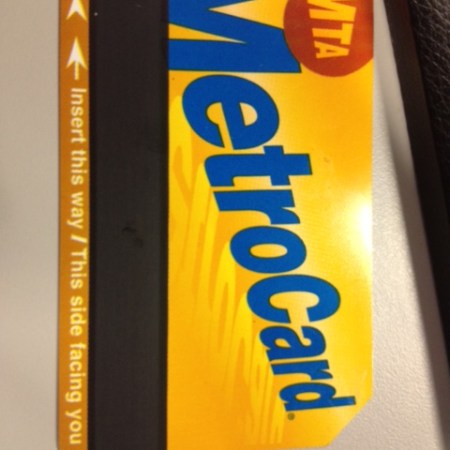 MTA
MetroCard®
Insert this way / This side facing you